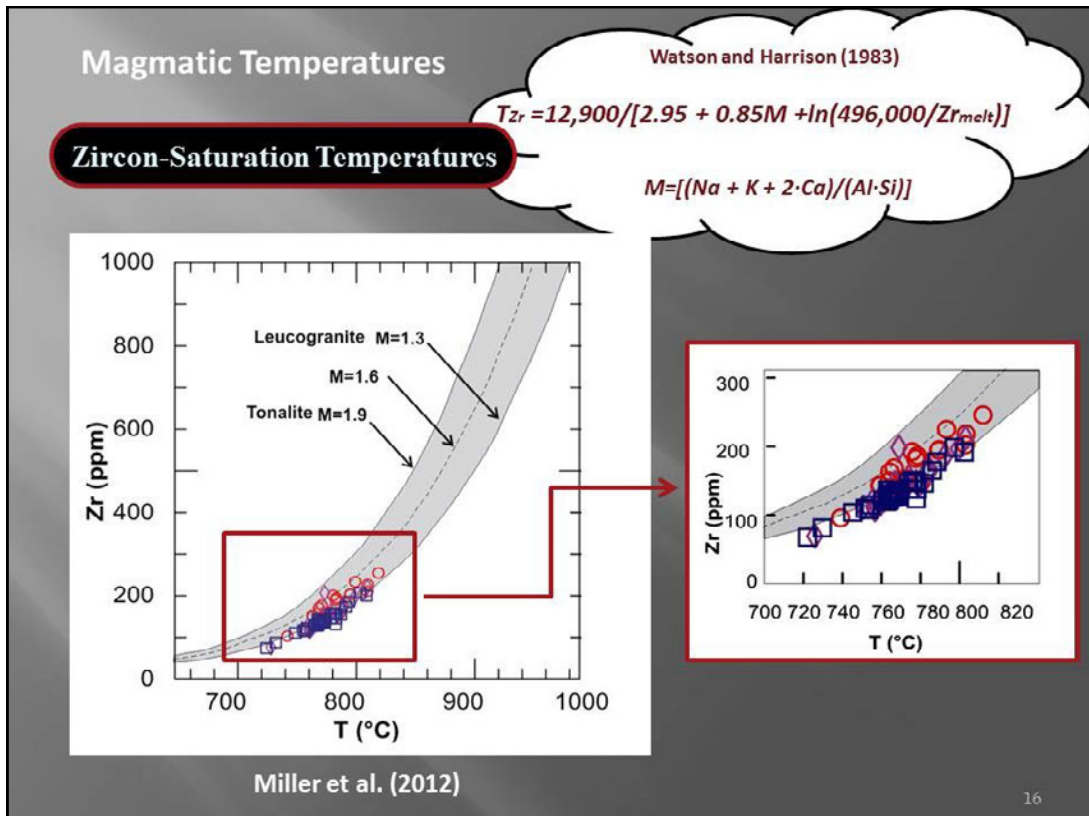 Magmatic Temperatures
Watson and Harrison (1983)
TZr =12,900/[2.95 + 0.85M +ln(496,000/Zrmelt)]
Zircon-Saturation Temperatures
M=[(Na + K + 2·Ca)/(Al·Si)]
1000
800
600
400
200
0
Zr (ppm)
Leucogranite M=1.3
M=1.6
Tonalite M=1.9
700 800 900 1000
T (°C)
300
200
100
0
Zr (ppm)
700 720 740 760 780 800 820
T (°C)
Miller et al. (2012)
16